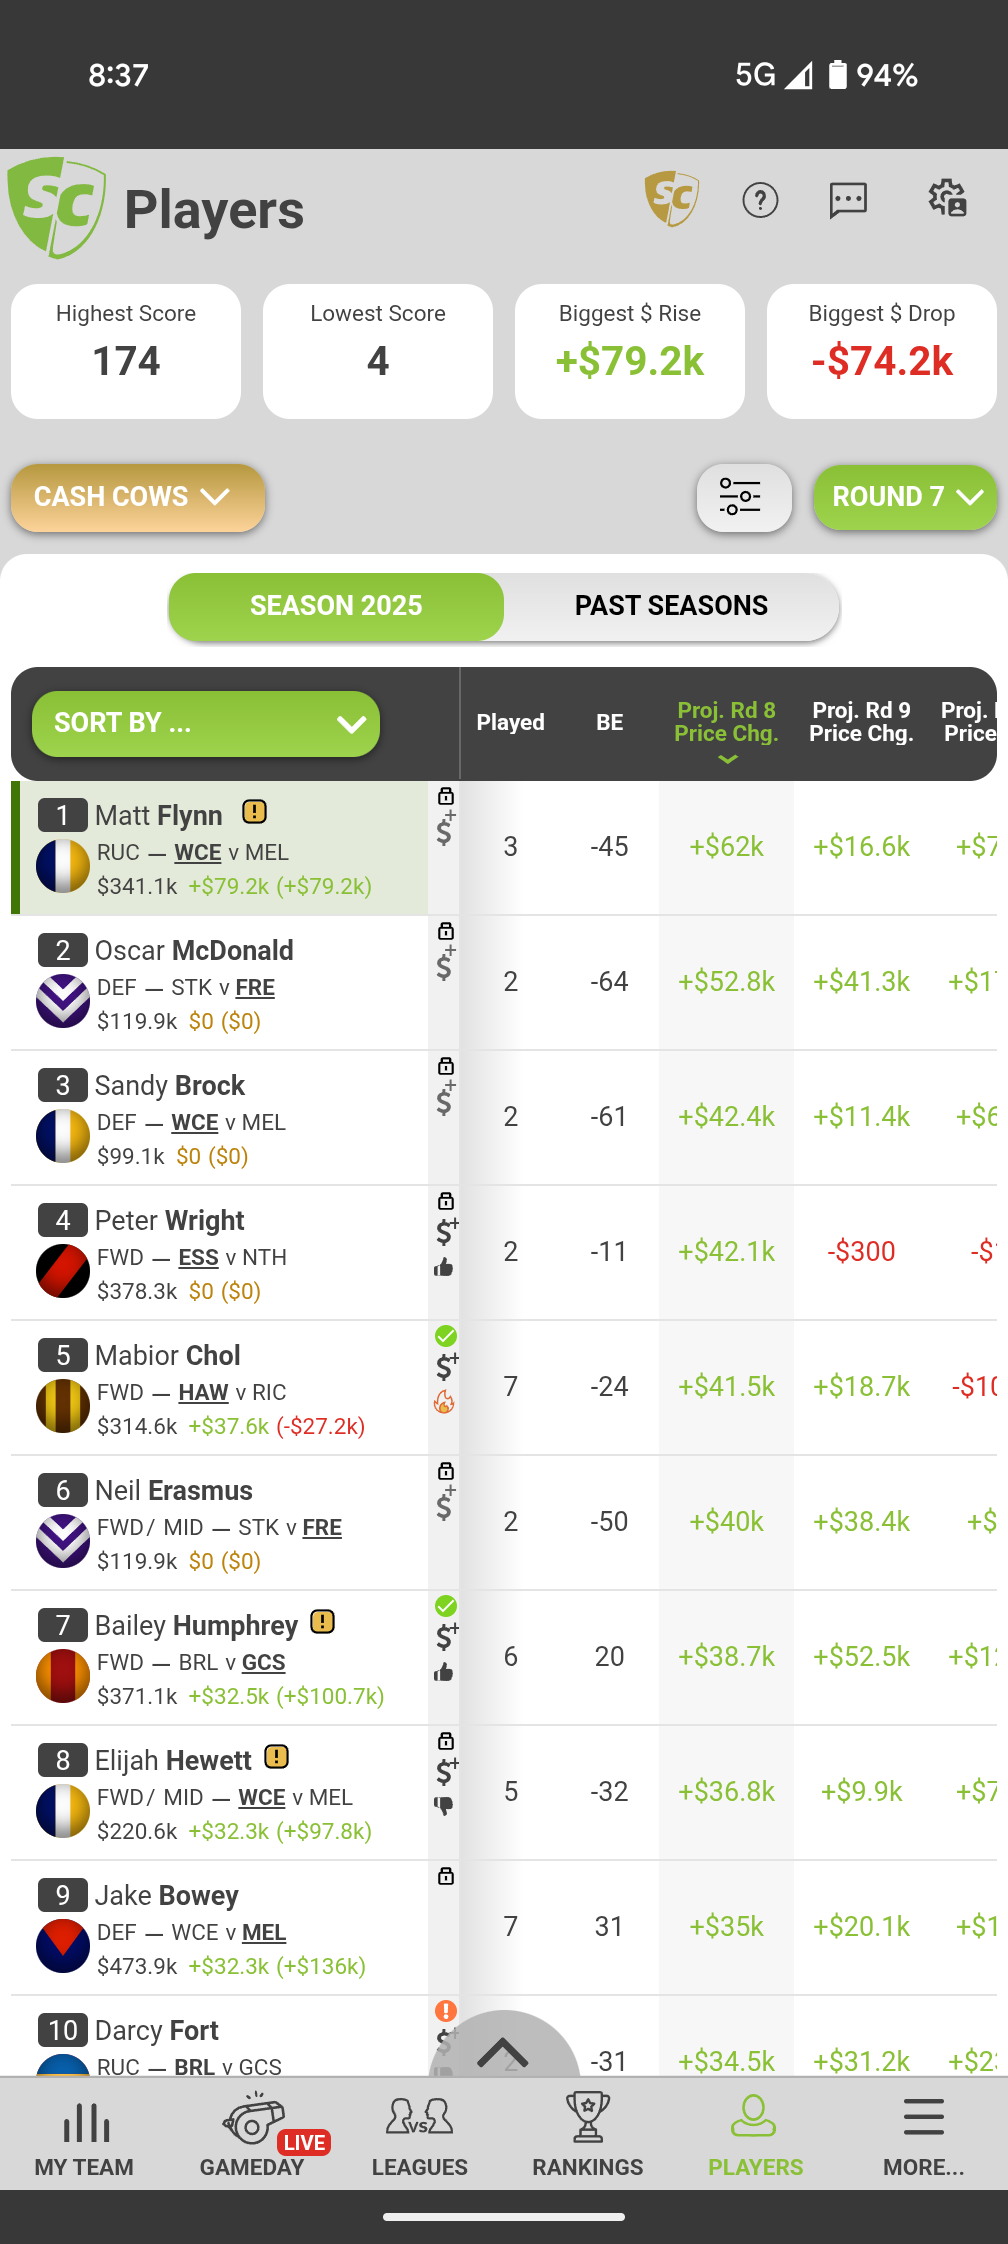 8:37
5G 94%
SC Players SC ?
Highest Score Lowest Score Biggest $ Rise Biggest $ Drop
174 4 +$79.2k -$74.2k
CASH COWS ROUND 7
SEASON 2025 PAST SEASONS
SORT BY ... Played BE Proj. Rd 8 Price Chg. Proj. Rd 9 Price Chg. Proj. Price
1 Matt Flynn !
RUC — WCE v MEL
$341.1k +$79.2k (+$79.2k)
$+ 3 -45 +$62k +$16.6k +$7
2 Oscar McDonald
DEF — STK v FRE
$119.9k $0 ($0)
$+ 2 -64 +$52.8k +$41.3k +$1
3 Sandy Brock
DEF — WCE v MEL
$99.1k $0 ($0)
$+ 2 -61 +$42.4k +$11.4k +$6
4 Peter Wright
FWD — ESS v NTH
$378.3k $0 ($0)
$+ 2 -11 +$42.1k -$300 -$
5 Mabior Chol
FWD — HAW v RIC
$314.6k +$37.6k (-$27.2k)
$+ 7 -24 +$41.5k +$18.7k -$10
6 Neil Erasmus
FWD/ MID — STK v FRE
$119.9k $0 ($0)
$+ 2 -50 +$40k +$38.4k +$
7 Bailey Humphrey !
FWD — BRL v GCS
$371.1k +$32.5k (+$100.7k)
$+ 6 20 +$38.7k +$52.5k +$1
8 Elijah Hewett !
FWD/ MID — WCE v MEL
$220.6k +$32.3k (+$97.8k)
$+ 5 -32 +$36.8k +$9.9k +$7
9 Jake Bowey
DEF — WCE v MEL
$473.9k +$32.3k (+$136k)
7 31 +$35k +$20.1k +$1
10 Darcy Fort !
RUC — BRL v GCS
$+ 2 -31 +$34.5k +$31.2k +$2
LIVE
VS
MY TEAM GAMEDAY LEAGUES RANKINGS PLAYERS MORE...